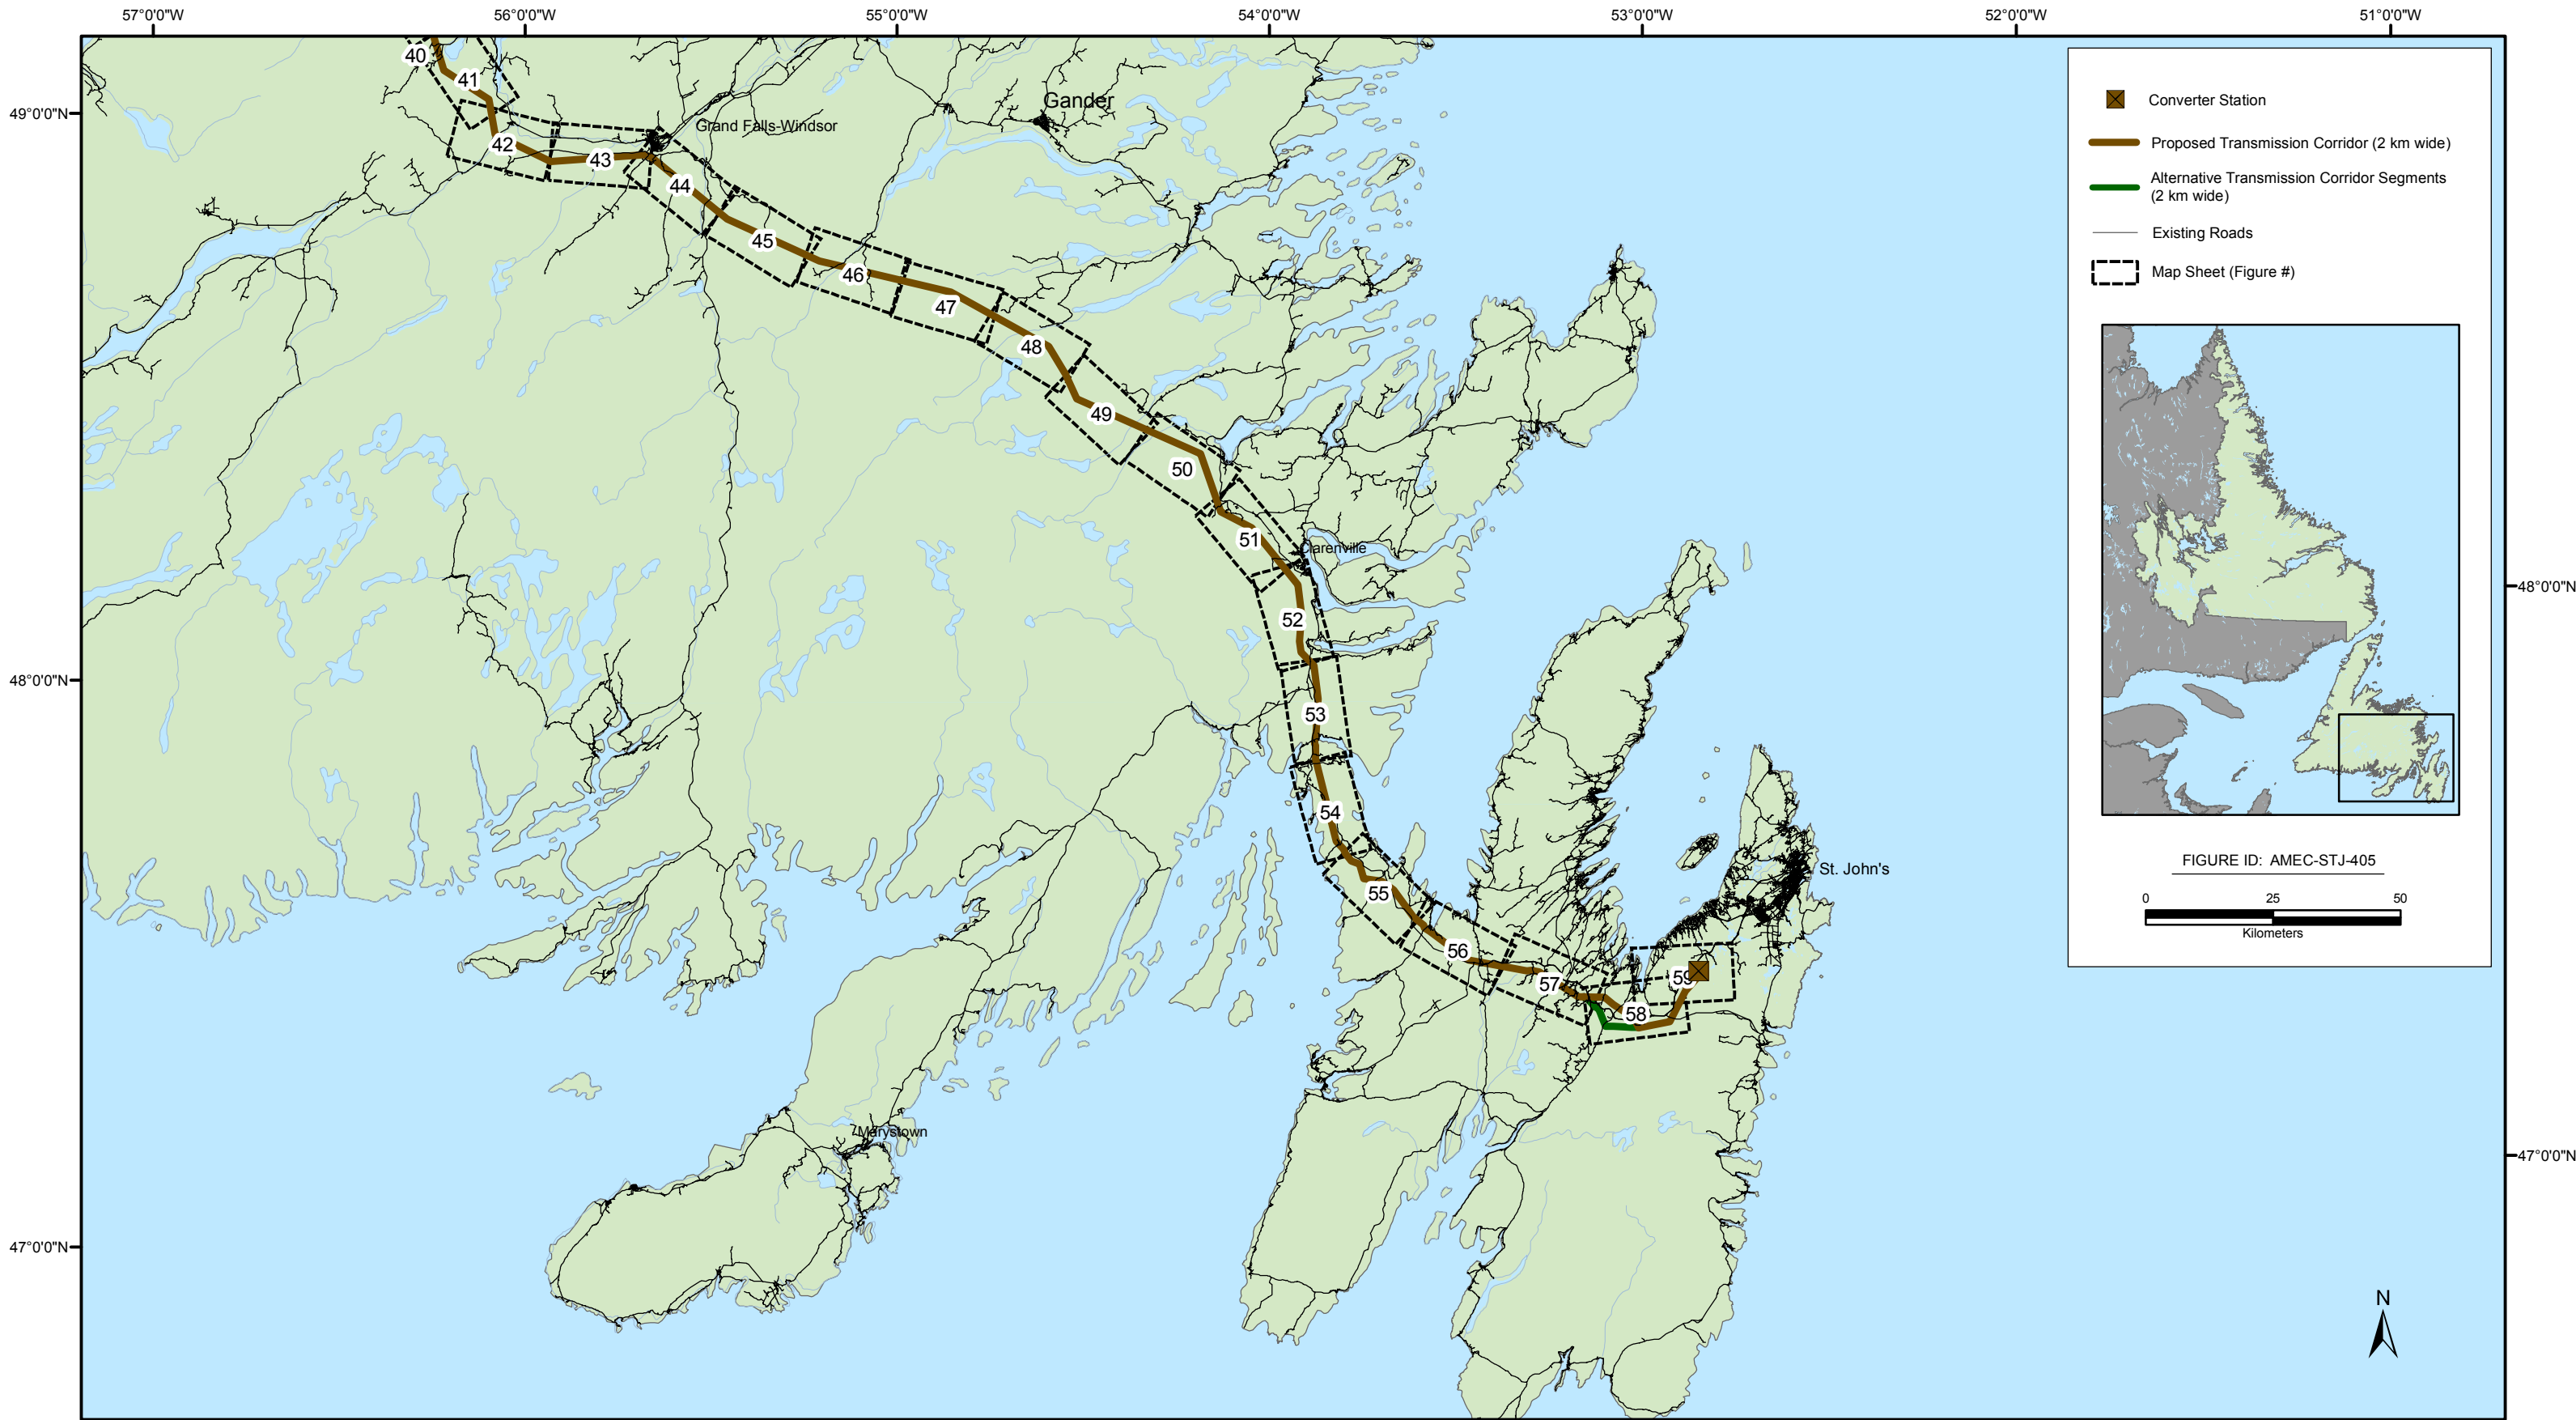 57°0'0"W
56°0'0"W
55°0'0"W
54°0'0"W
53°0'0"W
52°0'0"W
51°0'0"W
49°0'0"N
48°0'0"N
47°0'0"N
48°0'0"N
47°0'0"N
40
41
42
43
44
45
46
47
48
49
50
51
52
53
54
55
56
57
58
59
Gander
Grand Falls-Windsor
Clarenville
St. John's
Marystown
Converter Station
Proposed Transmission Corridor (2 km wide)
Alternative Transmission Corridor Segments
(2 km wide)
Existing Roads
Map Sheet (Figure #)
FIGURE ID: AMEC-STJ-405
0 25 50
Kilometers
N